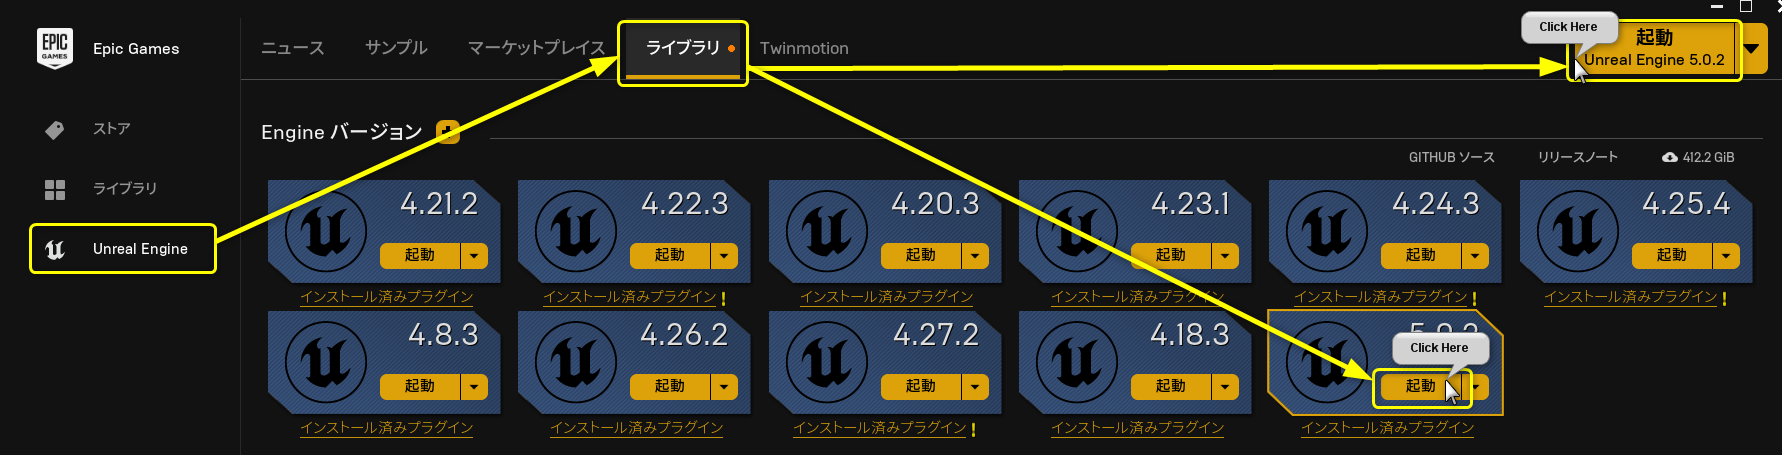 Click Here
EPIC
GAMES
Epic Games
ニュース
サンプル
マーケットプレイス
ライブラリ
Twinmotion
起動
Unreal Engine 5.0.2
ストア
ライブラリ
Unreal Engine
Engine バージョン
GITHUB ソース
リリースノート
412.2 GiB
4.21.2
4.22.3
4.20.3
4.23.1
4.24.3
4.25.4
起動
起動
起動
起動
起動
起動
インストール済みプラグイン
インストール済みプラグイン !
インストール済みプラグイン
インストール済みプラグイン
インストール済みプラグイン !
インストール済みプラグイン !
4.8.3
4.26.2
4.27.2
4.18.3
Click Here
起動
起動
起動
起動
起動
インストール済みプラグイン
インストール済みプラグイン
インストール済みプラグイン !
インストール済みプラグイン
インストール済みプラグイン